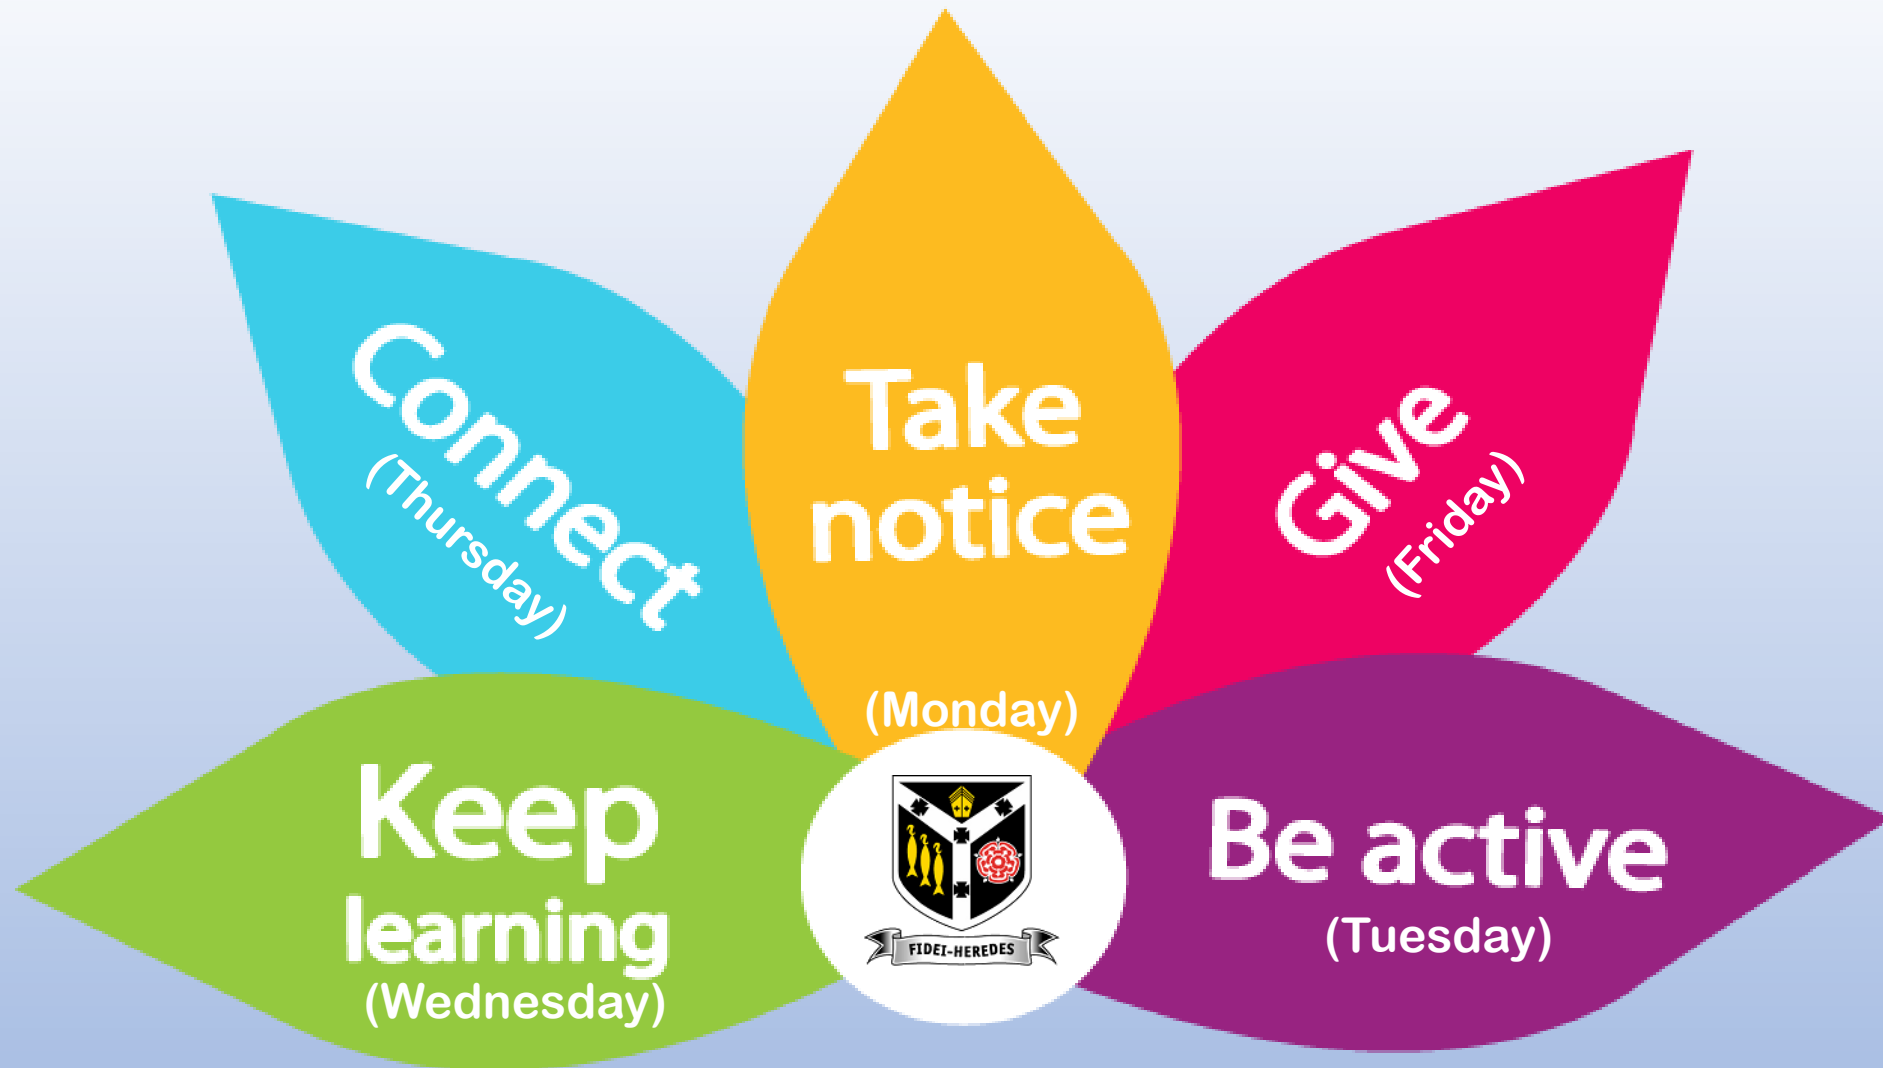 Connect
(Thursday)
Take
notice
(Monday)
Give
(Friday)
Keep
learning
(Wednesday)
Be active
(Tuesday)
FIDEI-HEREDES